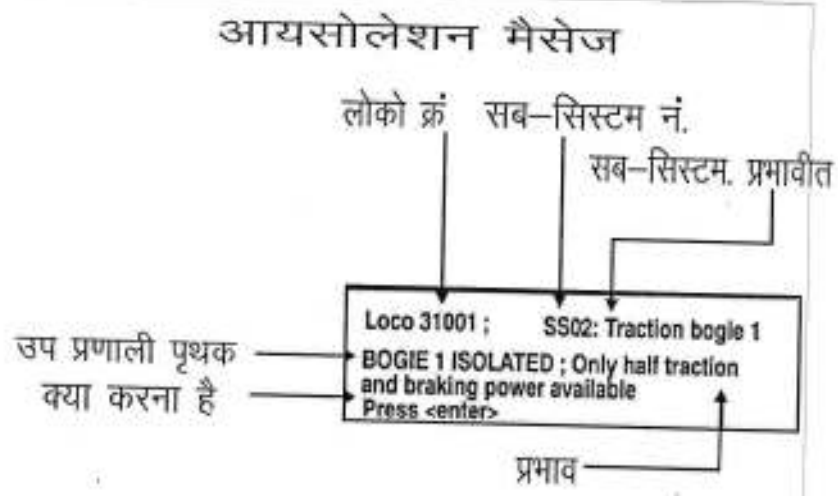 आयसोलेशन मैसेज
लोको क्रं सब–सिस्टम नं.
सब–सिस्टम. प्रभावीत
Loco 31001 ; SS02: Traction bogie 1
उप प्रणाली पृथक
BOGIE 1 ISOLATED ; Only half traction
and braking power available
क्या करना है
Press <enter>
प्रभाव